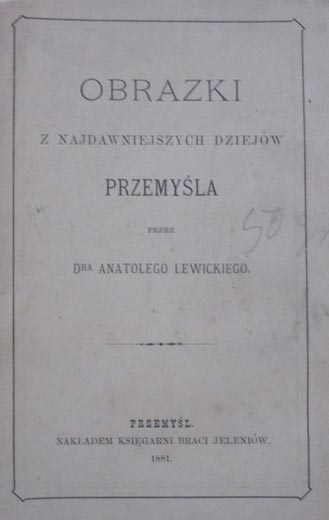 OBRAZKI
Z NAJDAWNIEJSZYCH DZIEJÓW
PRZEMYŚLA
PRZEZ
DRA ANATOLEGO LEWICKIEGO.
50
PRZEMYŚL.
NAKŁADEM KSIĘGARNI BRACI JELENIÓW.
1881.